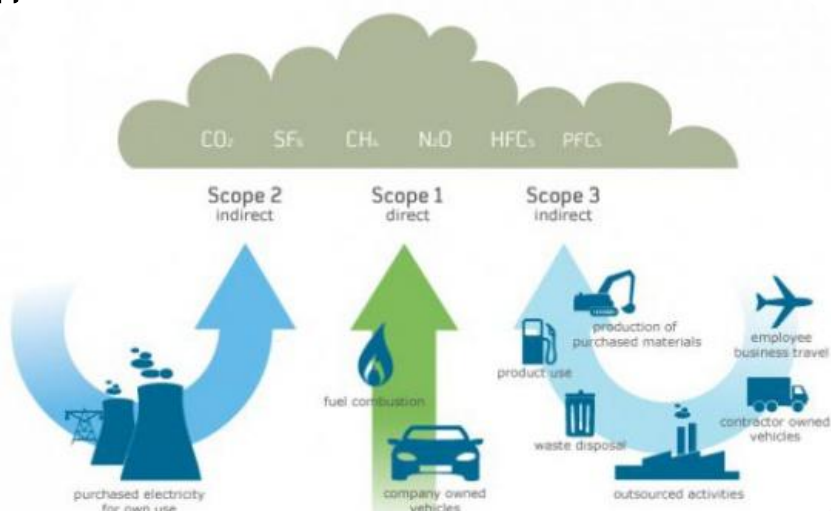 CO₂ SF₆ CH₄ N₂O HFCs PFCs
Scope 2
indirect
Scope 1
direct
Scope 3
indirect
fuel combustion
company owned
vehicles
purchased electricity
for own use
production of
purchased materials
product use
waste disposal
employee
business travel
contractor owned
vehicles
outsourced activities